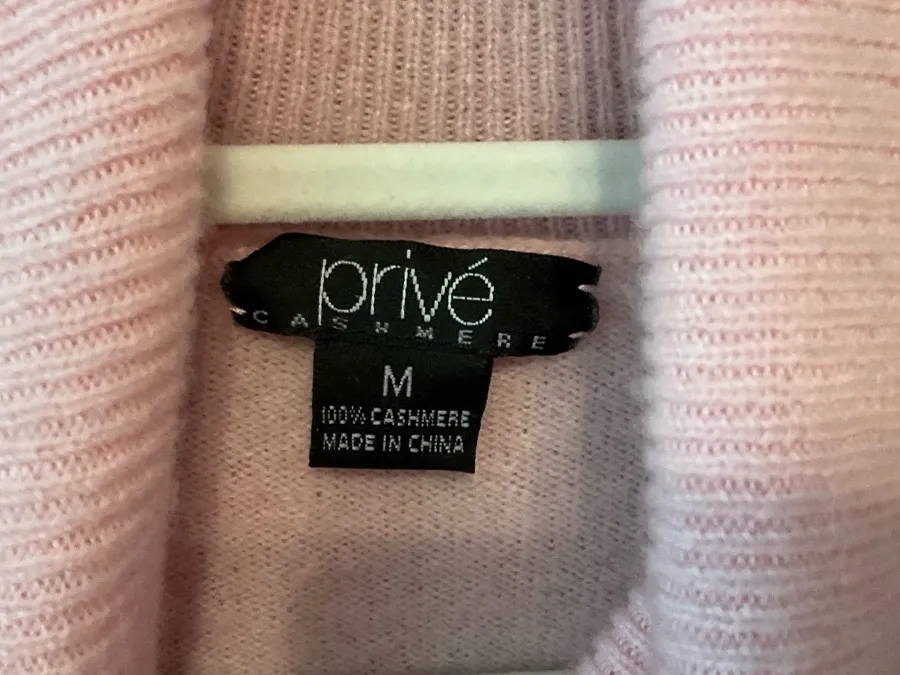 privé
CASHMERE
M
100% CASHMERE
MADE IN CHINA